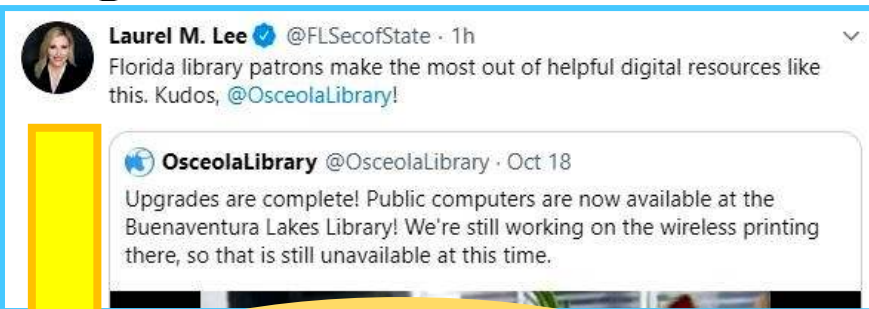 Laurel M. Lee @FLSecofState · 1h
Florida library patrons make the most out of helpful digital resources like
this. Kudos, @OsceolaLibrary!
OsceolaLibrary @OsceolaLibrary · Oct 18
Upgrades are complete! Public computers are now available at the
Buenaventura Lakes Library! We're still working on the wireless printing
there, so that is still unavailable at this time.